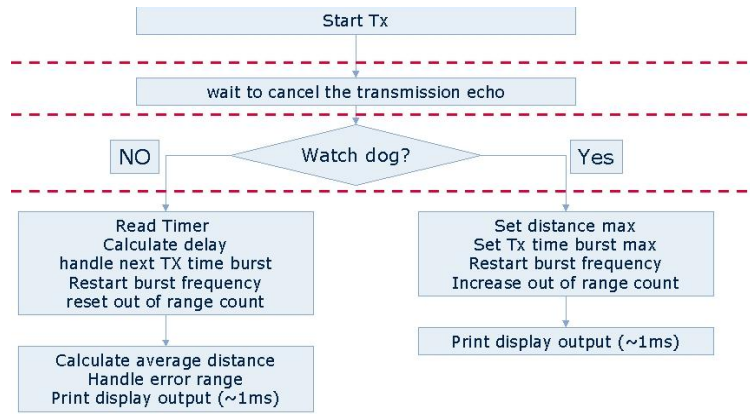 Start Tx
wait to cancel the transmission echo
Watch dog?
NO
Yes
Read Timer
Calculate delay
handle next TX time burst
Restart burst frequency
reset out of range count
Set distance max
Set Tx time burst max
Restart burst frequency
Increase out of range count
Calculate average distance
Handle error range
Print display output (~1ms)
Print display output (~1ms)